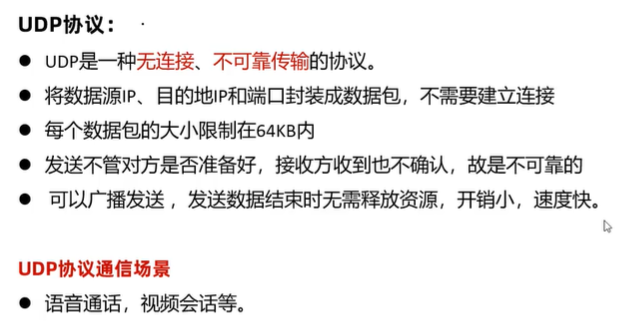 UDP协议：
● UDP是一种无连接、不可靠传输的协议。
● 将数据源IP、目的地IP和端口封装成数据包，不需要建立连接
● 每个数据包的大小限制在64KB内
● 发送不管对方是否准备好，接收方收到也不确认，故是不可靠的
● 可以广播发送 ，发送数据结束时无需释放资源，开销小，速度快。
UDP协议通信场景
● 语音通话，视频会话等。